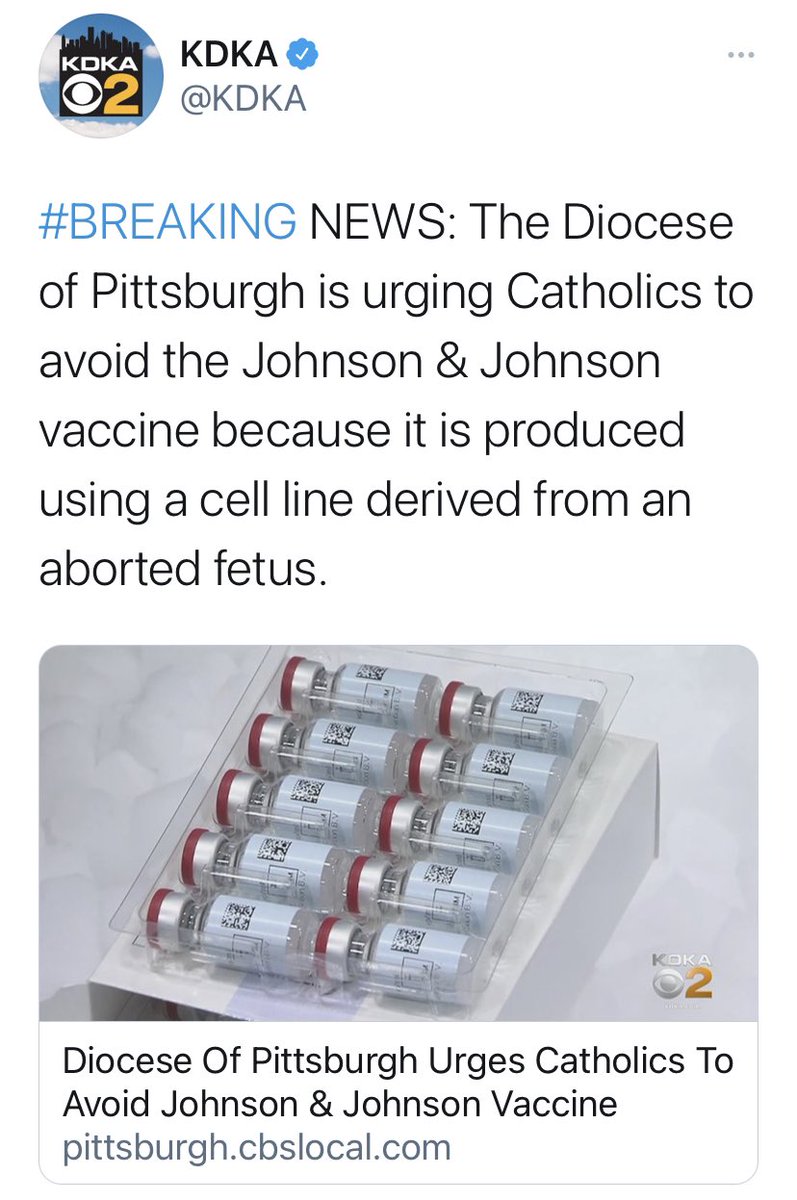 KDKA
2
KDKA
@KDKA
#BREAKING NEWS: The Diocese
of Pittsburgh is urging Catholics to
avoid the Johnson & Johnson
vaccine because it is produced
using a cell line derived from an
aborted fetus.
KDKA
2
Diocese Of Pittsburgh Urges Catholics To
Avoid Johnson & Johnson Vaccine
pittsburgh.cbslocal.com